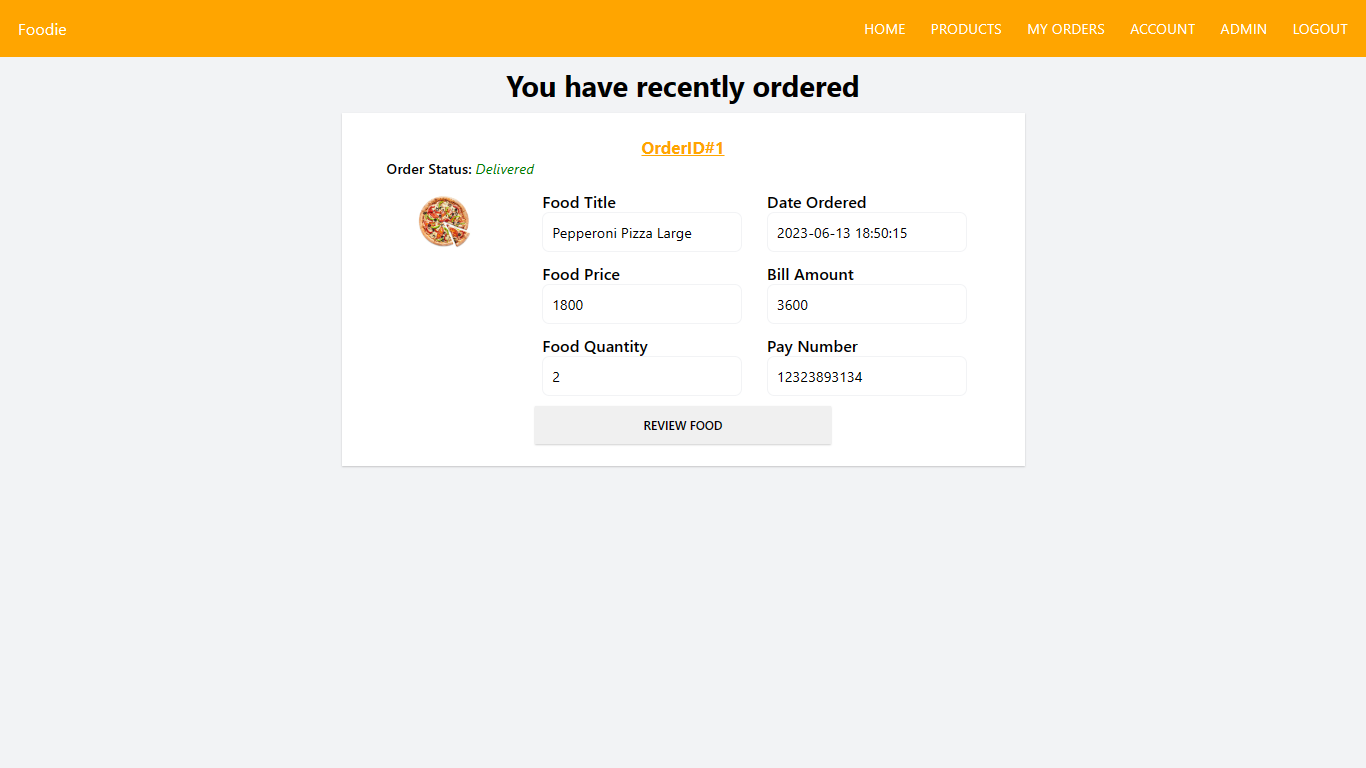 Foodie HOME PRODUCTS MY ORDERS ACCOUNT ADMIN LOGOUT
You have recently ordered
OrderID#1
Order Status: Delivered
Food Title Date Ordered
Pepperoni Pizza Large 2023-06-13 18:50:15
Food Price Bill Amount
1800 3600
Food Quantity Pay Number
2 12323893134
REVIEW FOOD